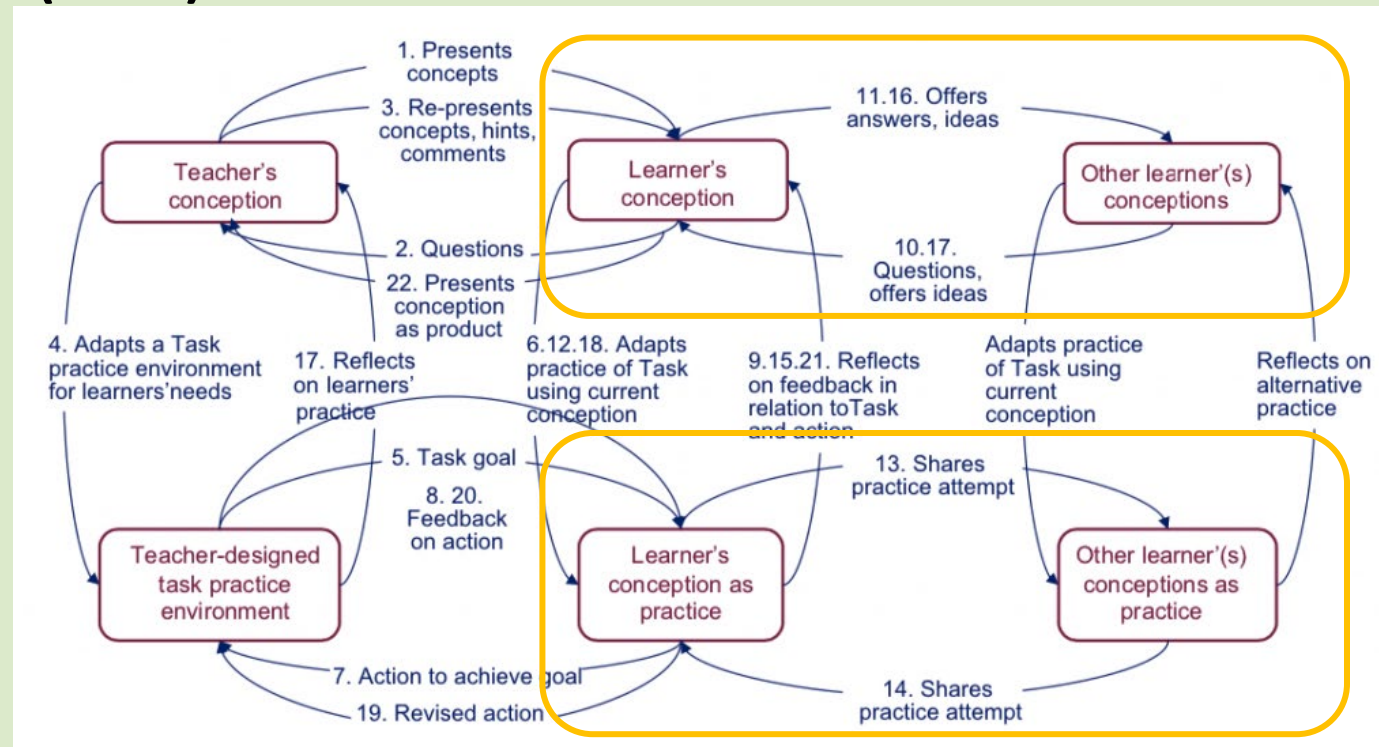 1. Presents
concepts
3. Re-presents
concepts, hints,
comments
11.16. Offers
answers, ideas
Teacher's
conception
Learner's
conception
Other learner'(s)
conceptions
2. Questions
22. Presents
conception
as product
10.17.
Questions,
offers ideas
4. Adapts a Task
practice environment
for learners'needs
17. Reflects
on learners'
practice
6.12.18. Adapts
practice of Task
using current
conception
9.15.21. Reflects
on feedback in
relation toTask
and action
Adapts practice
of Task using
current
conception
Reflects on
alternative
practice
5. Task goal
8. 20.
Feedback
on action
13. Shares
practice attempt
Teacher-designed
task practice
environment
Learner's
conception as
practice
Other learner'(s)
conceptions as
practice
7. Action to achieve goal
19. Revised action
14. Shares
practice attempt